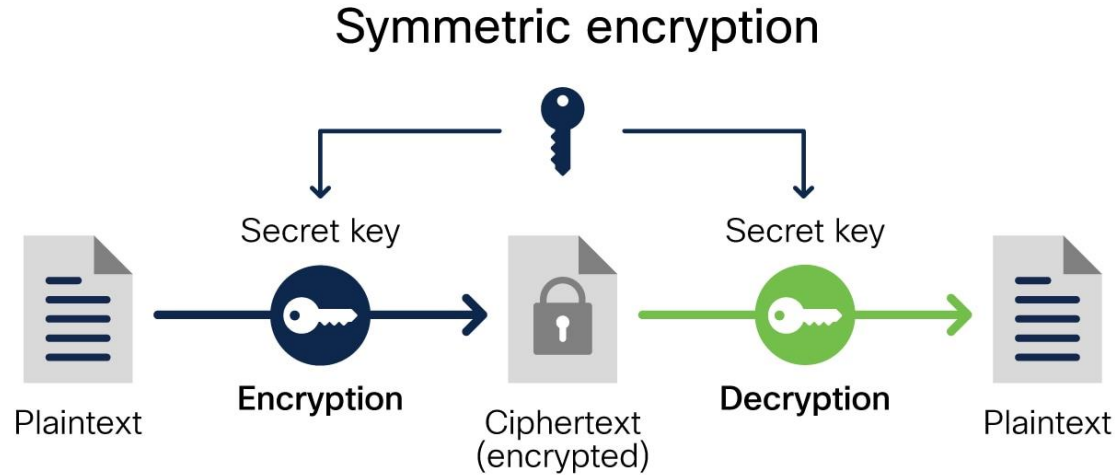 Symmetric encryption
Secret key
Secret key
Encryption
Decryption
Plaintext
Ciphertext
(encrypted)
Plaintext